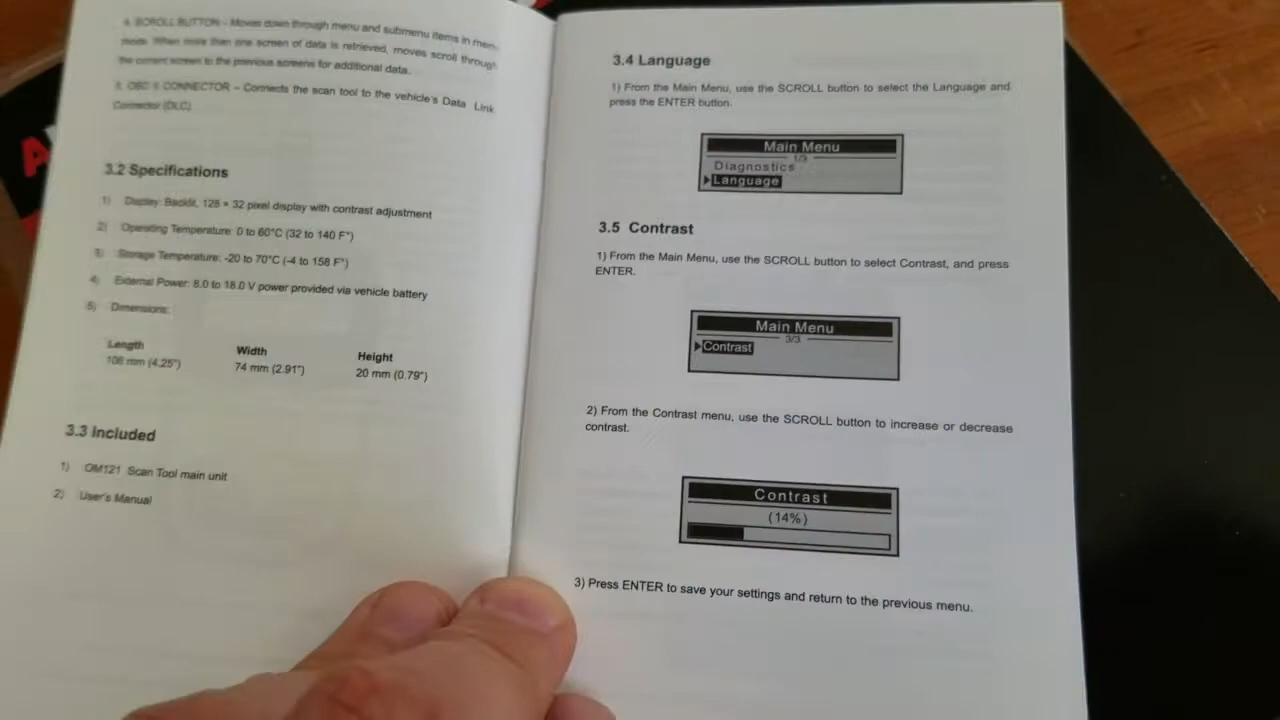 4. SCROLL BUTTON – Moves down through menu and submenu items in menu
mode. When more than one screen of data is retrieved, moves scroll through
the current screen to the previous screens for additional data.
5. OBD II CONNECTOR – Connects the scan tool to the vehicle's Data Link
Connector (DLC)
3.2 Specifications
1) Display: Backlit, 128 × 32 pixel display with contrast adjustment
2) Operating Temperature: 0 to 60°C (32 to 140 F°)
3) Storage Temperature: -20 to 70°C (-4 to 158 F°)
4) External Power: 8.0 to 18.0 V power provided via vehicle battery
5) Dimensions:
Length Width Height
108 mm (4.25") 74 mm (2.91") 20 mm (0.79")
3.3 Included
1) OM121 Scan Tool main unit
2) User's Manual
3.4 Language
1) From the Main Menu, use the SCROLL button to select the Language and
press the ENTER button.
Main Menu
1/3
Diagnostics
Language
3.5 Contrast
1) From the Main Menu, use the SCROLL button to select Contrast, and press
ENTER.
Main Menu
3/3
Contrast
2) From the Contrast menu, use the SCROLL button to increase or decrease
contrast.
Contrast
(14%)
3) Press ENTER to save your settings and return to the previous menu.